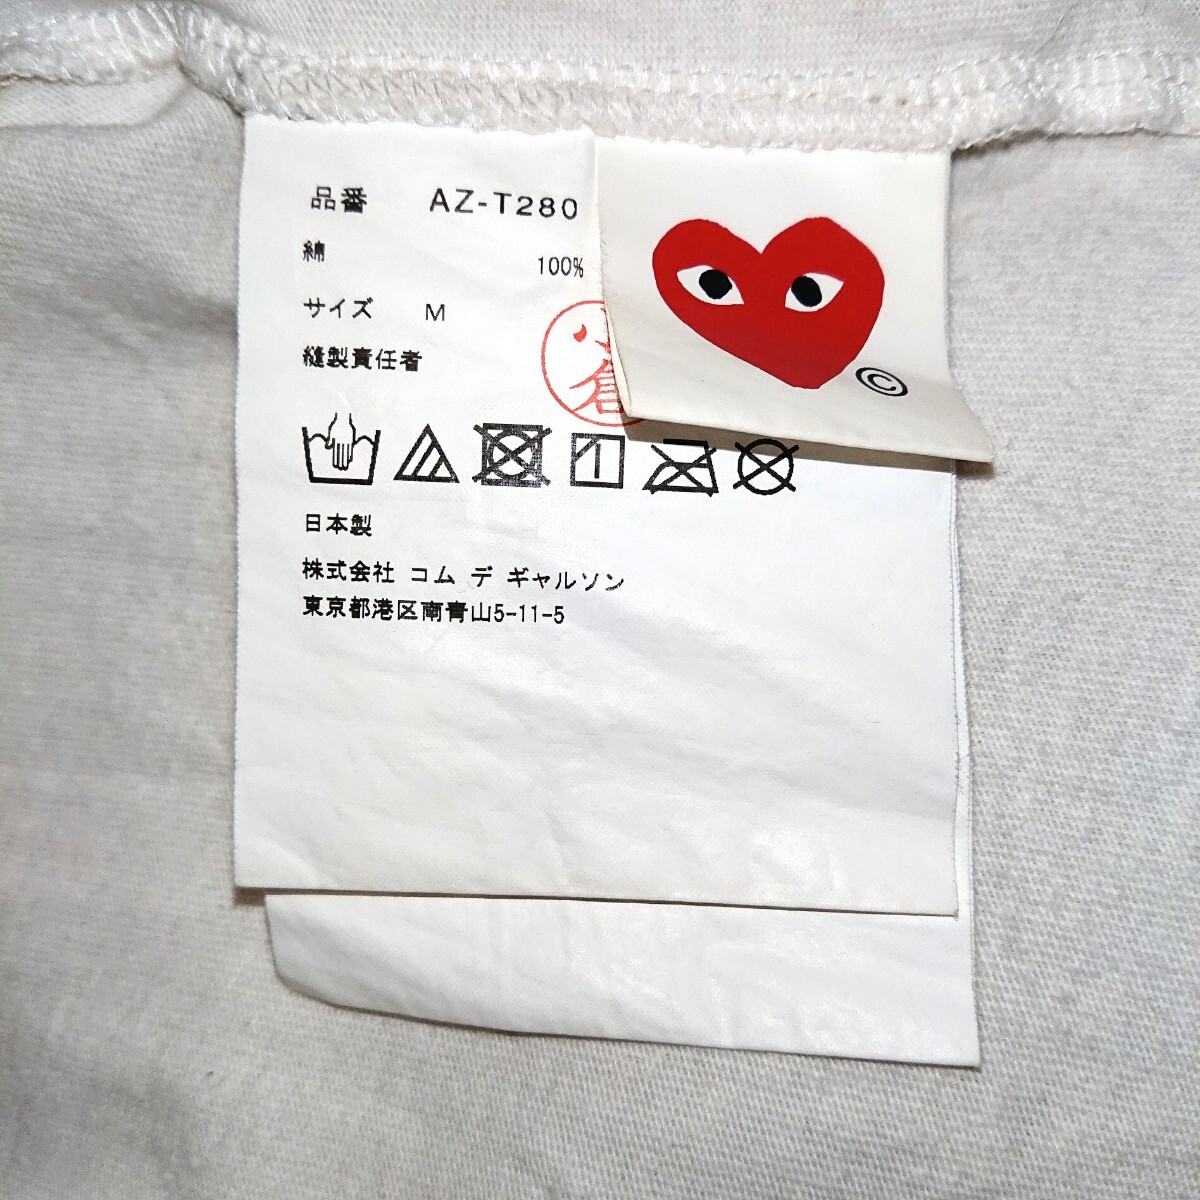 品番 AZ-T280
綿 100%
サイズ M
縫製責任者
小倉
©
日本製
株式会社 コム デ ギャルソン
東京都港区南青山5-11-5